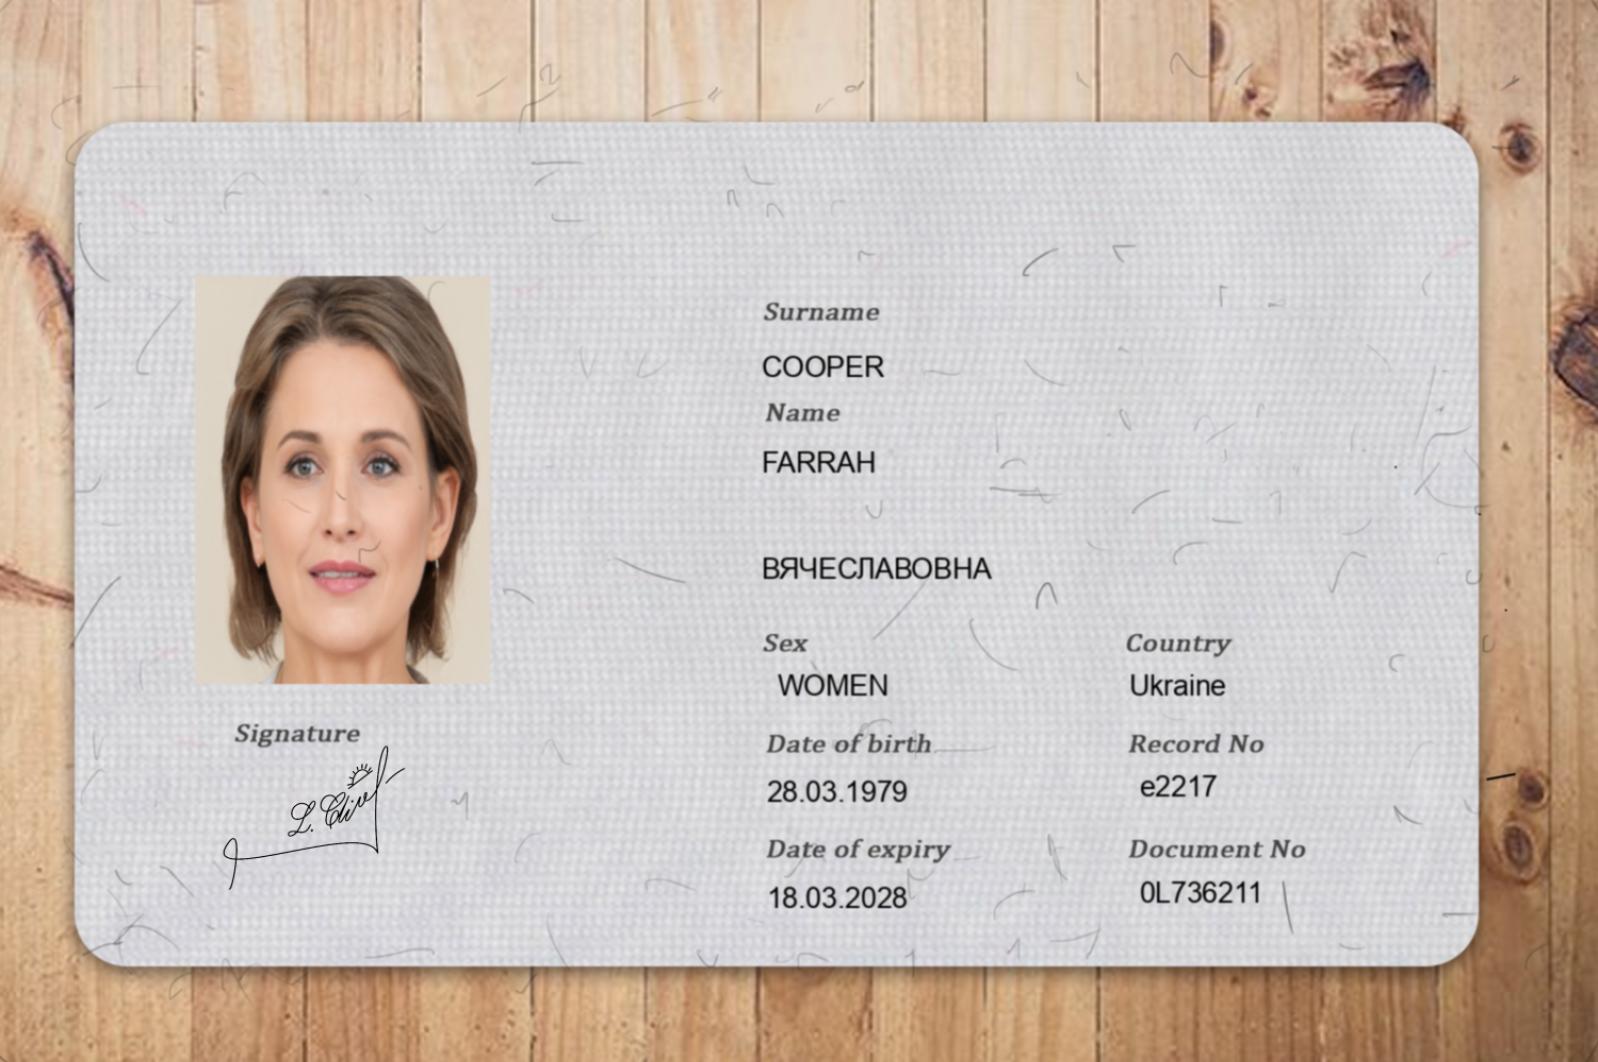 Surname
COOPER
Name
FARRAH
ВЯЧЕСЛАВОВНА
Sex
Country
WOMEN
Ukraine
Signature
Date of birth
Record No
28.03.1979
e2217
Date of expiry
Document No
18.03.2028
0L736211